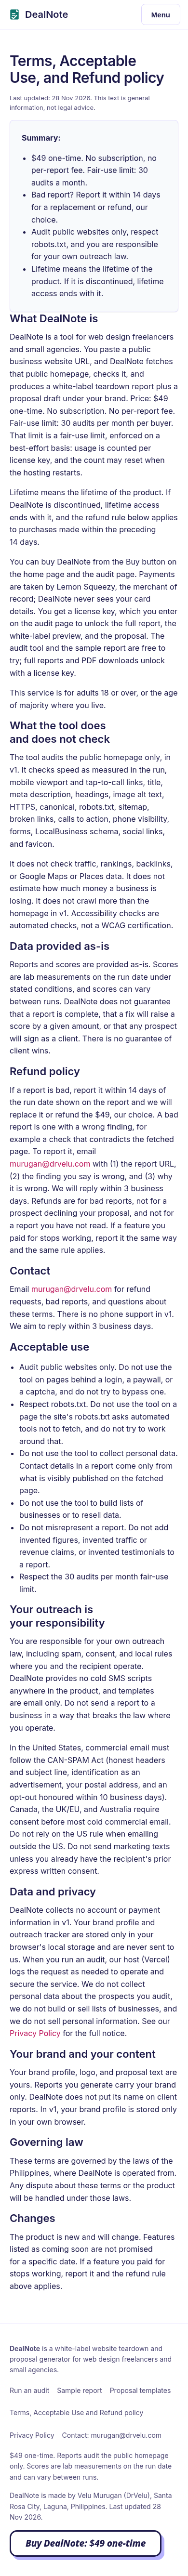 DealNote
Menu
Terms, Acceptable
Use, and Refund policy
Last updated: 28 Nov 2026. This text is general
information, not legal advice.
Summary:
• $49 one-time. No subscription, no
per-report fee. Fair-use limit: 30
audits a month.
• Bad report? Report it within 14 days
for a replacement or refund, our
choice.
• Audit public websites only, respect
robots.txt, and you are responsible
for your own outreach law.
• Lifetime means the lifetime of the
product. If it is discontinued, lifetime
access ends with it.
What DealNote is
DealNote is a tool for web design freelancers
and small agencies. You paste a public
business website URL, and DealNote fetches
that public homepage, checks it, and
produces a white-label teardown report plus a
proposal draft under your brand. Price: $49
one-time. No subscription. No per-report fee.
Fair-use limit: 30 audits per month per buyer.
That limit is a fair-use limit, enforced on a
best-effort basis: usage is counted per
license key, and the count may reset when
the hosting restarts.
Lifetime means the lifetime of the product. If
DealNote is discontinued, lifetime access
ends with it, and the refund rule below applies
to purchases made within the preceding
14 days.
You can buy DealNote from the Buy button on
the home page and the audit page. Payments
are taken by Lemon Squeezy, the merchant of
record; DealNote never sees your card
details. You get a license key, which you enter
on the audit page to unlock the full report, the
white-label preview, and the proposal. The
audit tool and the sample report are free to
try; full reports and PDF downloads unlock
with a license key.
This service is for adults 18 or over, or the age
of majority where you live.
What the tool does
and does not check
The tool audits the public homepage only, in
v1. It checks speed as measured in the run,
mobile viewport and tap-to-call links, title,
meta description, headings, image alt text,
HTTPS, canonical, robots.txt, sitemap,
broken links, calls to action, phone visibility,
forms, LocalBusiness schema, social links,
and favicon.
It does not check traffic, rankings, backlinks,
or Google Maps or Places data. It does not
estimate how much money a business is
losing. It does not crawl more than the
homepage in v1. Accessibility checks are
automated checks, not a WCAG certification.
Data provided as-is
Reports and scores are provided as-is. Scores
are lab measurements on the run date under
stated conditions, and scores can vary
between runs. DealNote does not guarantee
that a report is complete, that a fix will raise a
score by a given amount, or that any prospect
will sign as a client. There is no guarantee of
client wins.
Refund policy
If a report is bad, report it within 14 days of
the run date shown on the report and we will
replace it or refund the $49, our choice. A bad
report is one with a wrong finding, for
example a check that contradicts the fetched
page. To report it, email
murugan@drvelu.com with (1) the report URL,
(2) the finding you say is wrong, and (3) why
it is wrong. We will reply within 3 business
days. Refunds are for bad reports, not for a
prospect declining your proposal, and not for
a report you have not read. If a feature you
paid for stops working, report it the same way
and the same rule applies.
Contact
Email murugan@drvelu.com for refund
requests, bad reports, and questions about
these terms. There is no phone support in v1.
We aim to reply within 3 business days.
Acceptable use
• Audit public websites only. Do not use the
tool on pages behind a login, a paywall, or
a captcha, and do not try to bypass one.
• Respect robots.txt. Do not use the tool on a
page the site's robots.txt asks automated
tools not to fetch, and do not try to work
around that.
• Do not use the tool to collect personal data.
Contact details in a report come only from
what is visibly published on the fetched
page.
• Do not use the tool to build lists of
businesses or to resell data.
• Do not misrepresent a report. Do not add
invented figures, invented traffic or
revenue claims, or invented testimonials to
a report.
• Respect the 30 audits per month fair-use
limit.
Your outreach is
your responsibility
You are responsible for your own outreach
law, including spam, consent, and local rules
where you and the recipient operate.
DealNote provides no cold SMS scripts
anywhere in the product, and templates
are email only. Do not send a report to a
business in a way that breaks the law where
you operate.
In the United States, commercial email must
follow the CAN-SPAM Act (honest headers
and subject line, identification as an
advertisement, your postal address, and an
opt-out honoured within 10 business days).
Canada, the UK/EU, and Australia require
consent before most cold commercial email.
Do not rely on the US rule when emailing
outside the US. Do not send marketing texts
unless you already have the recipient's prior
express written consent.
Data and privacy
DealNote collects no account or payment
information in v1. Your brand profile and
outreach tracker are stored only in your
browser's local storage and are never sent to
us. When you run an audit, our host (Vercel)
logs the request as needed to operate and
secure the service. We do not collect
personal data about the prospects you audit,
we do not build or sell lists of businesses, and
we do not sell personal information. See our
Privacy Policy for the full notice.
Your brand and your content
Your brand profile, logo, and proposal text are
yours. Reports you generate carry your brand
only. DealNote does not put its name on client
reports. In v1, your brand profile is stored only
in your own browser.
Governing law
These terms are governed by the laws of the
Philippines, where DealNote is operated from.
Any dispute about these terms or the product
will be handled under those laws.
Changes
The product is new and will change. Features
listed as coming soon are not promised
for a specific date. If a feature you paid for
stops working, report it and the refund rule
above applies.
DealNote is a white-label website teardown and
proposal generator for web design freelancers and
small agencies.
Run an audit Sample report Proposal templates
Terms, Acceptable Use and Refund policy
Privacy Policy Contact: murugan@drvelu.com
$49 one-time. Reports audit the public homepage
only. Scores are lab measurements on the run date
and can vary between runs.
DealNote is made by Velu Murugan (DrVelu), Santa
Rosa City, Laguna, Philippines. Last updated 28
Nov 2026.
Buy DealNote: $49 one-time